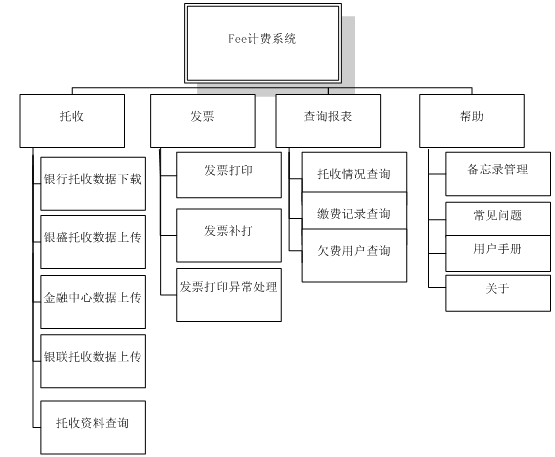 Fee计费系统
托收
发票
查询报表
帮助
银行托收数据下载
银盛托收数据上传
金融中心数据上传
银联托收数据上传
托收资料查询
发票打印
发票补打
发票打印异常处理
托收情况查询
缴费记录查询
欠费用户查询
备忘录管理
常见问题
用户手册
关于